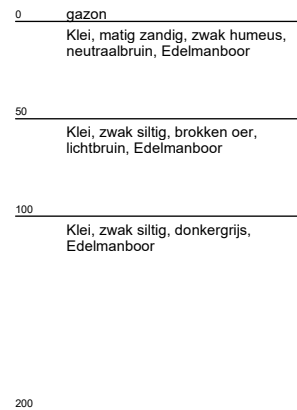 0 gazon
Klei, matig zandig, zwak humeus,
neutraalbruin, Edelmanboor
50
Klei, zwak siltig, brokken oer,
lichtbruin, Edelmanboor
100
Klei, zwak siltig, donkergrijs,
Edelmanboor
200